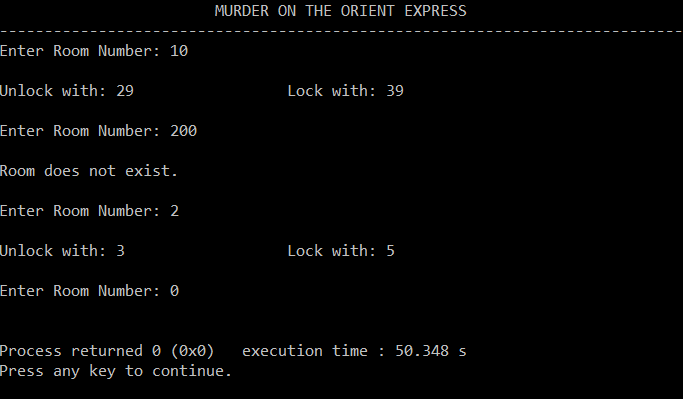 MURDER ON THE ORIENT EXPRESS
----------------------------------------------------------------------------
Enter Room Number: 10
Unlock with: 29                 Lock with: 39
Enter Room Number: 200
Room does not exist.
Enter Room Number: 2
Unlock with: 3                  Lock with: 5
Enter Room Number: 0
Process returned 0 (0x0)   execution time : 50.348 s
Press any key to continue.